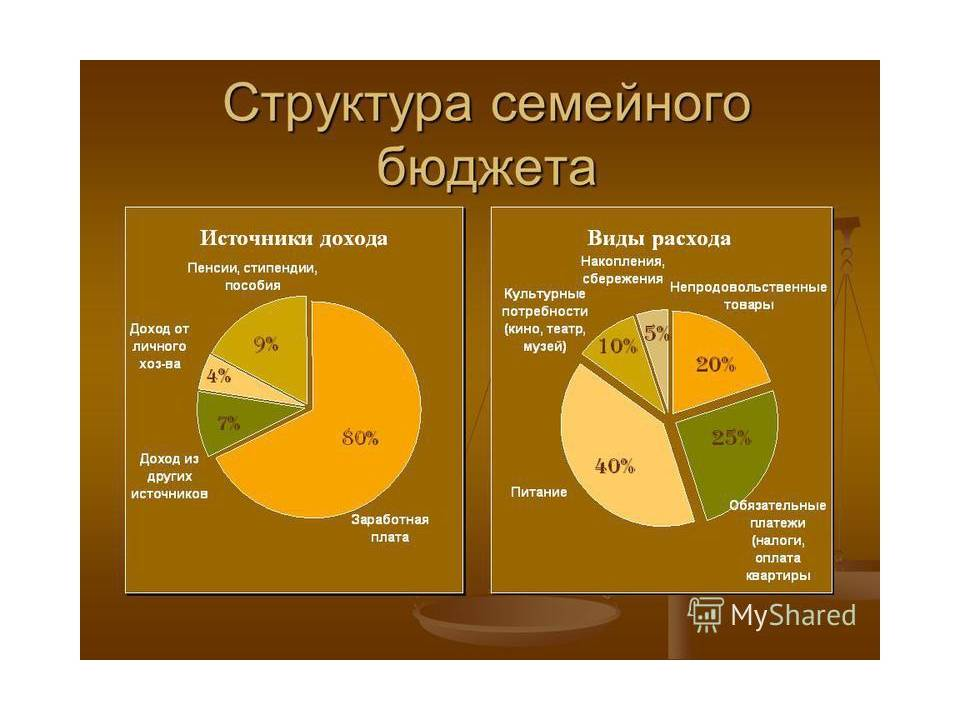 Структура семейного
бюджета
Источники дохода
Пенсии, стипендии,
пособия
Доход от
личного
хоз-ва
9%
4%
7%
80%
Доход из
других
источников
Заработная
плата
Виды расхода
Накопления,
сбережения
Непродовольственные
товары
Культурные
потребности
(кино, театр,
музей)
5%
10%
20%
25%
40%
Питание
Обязательные
платежи
(налоги,
оплата
квартиры
MyShared